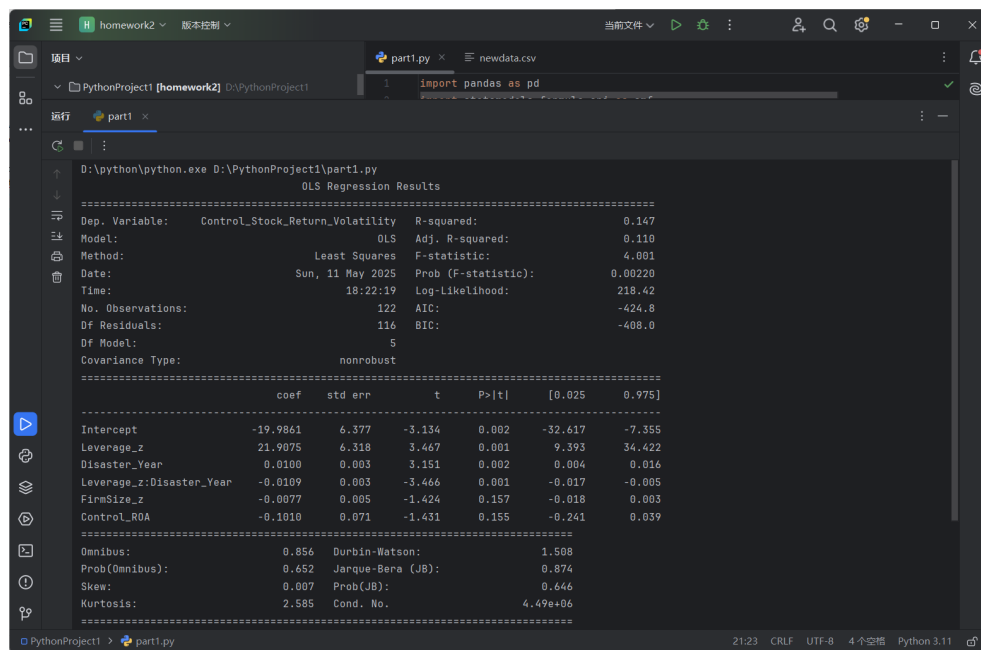 H homework2 版本控制 当前文件
项目
part1.py × newdata.csv
PythonProject1 [homework2] D:\PythonProject1
1 import pandas as pd
运行 part1 ×
D:\python\python.exe D:\PythonProject1\part1.py
OLS Regression Results
==============================================================================
Dep. Variable: Control_Stock_Return_Volatility R-squared: 0.147
Model: OLS Adj. R-squared: 0.110
Method: Least Squares F-statistic: 4.001
Date: Sun, 11 May 2025 Prob (F-statistic): 0.00220
Time: 18:22:19 Log-Likelihood: 218.42
No. Observations: 122 AIC: -424.8
Df Residuals: 116 BIC: -408.0
Df Model: 5
Covariance Type: nonrobust
==============================================================================
coef std err t P>|t| [0.025 0.975]
------------------------------------------------------------------------------
Intercept -19.9861 6.377 -3.134 0.002 -32.617 -7.355
Leverage_z 21.9075 6.318 3.467 0.001 9.393 34.422
Disaster_Year 0.0100 0.003 3.151 0.002 0.004 0.016
Leverage_z:Disaster_Year -0.0109 0.003 -3.466 0.001 -0.017 -0.005
FirmSize_z -0.0077 0.005 -1.424 0.157 -0.018 0.003
Control_ROA -0.1010 0.071 -1.431 0.155 -0.241 0.039
==============================================================================
Omnibus: 0.856 Durbin-Watson: 1.508
Prob(Omnibus): 0.652 Jarque-Bera (JB): 0.874
Skew: 0.007 Prob(JB): 0.646
Kurtosis: 2.585 Cond. No. 4.49e+06
==============================================================================
PythonProject1 > part1.py 21:23 CRLF UTF-8 4个空格 Python 3.11